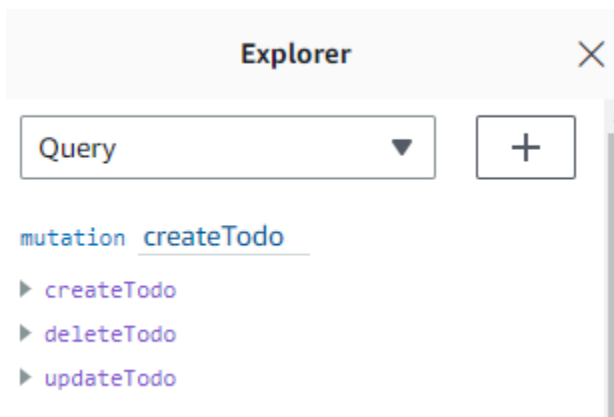 Explorer
Query
mutation createTodo
createTodo
deleteTodo
updateTodo